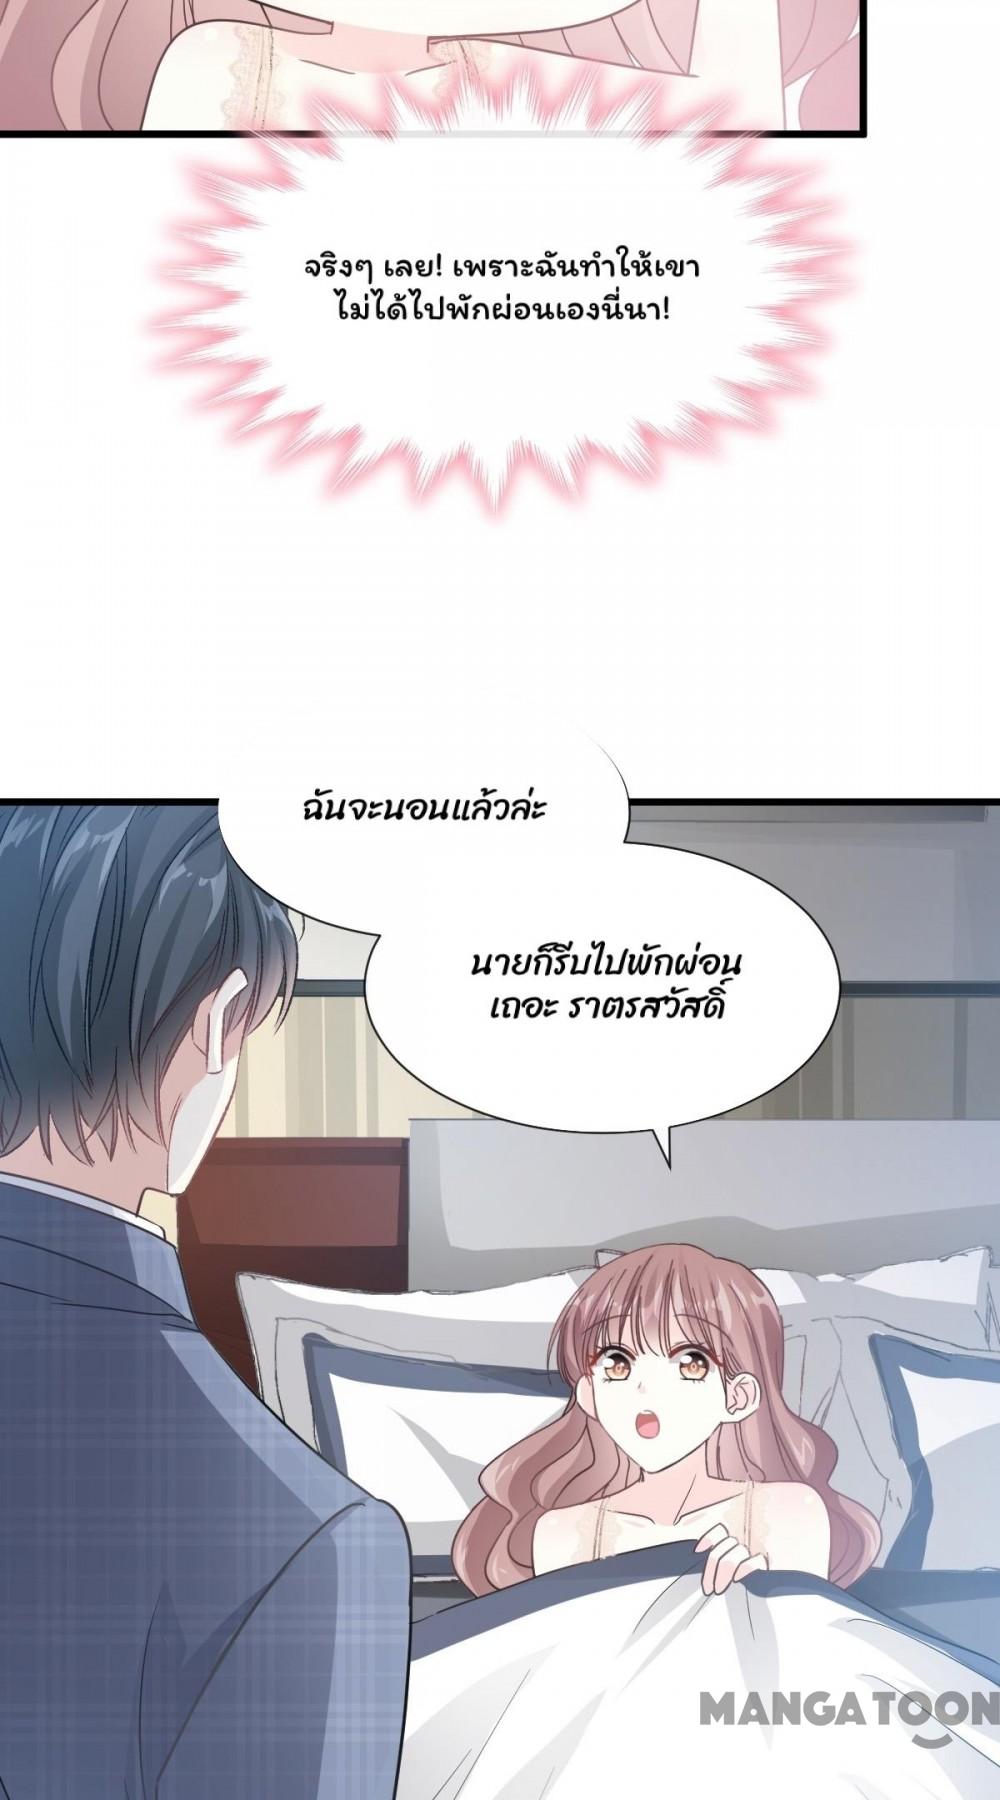 จริงๆ เลย! เพราะฉันทำให้เขา
ไม่ได้ไปพักผ่อนเองนี่นา!
ฉันจะนอนแล้วล่ะ
นายก็รีบไปพักผ่อน
เถอะ ราตรสวัสดิ์
MANGATOON